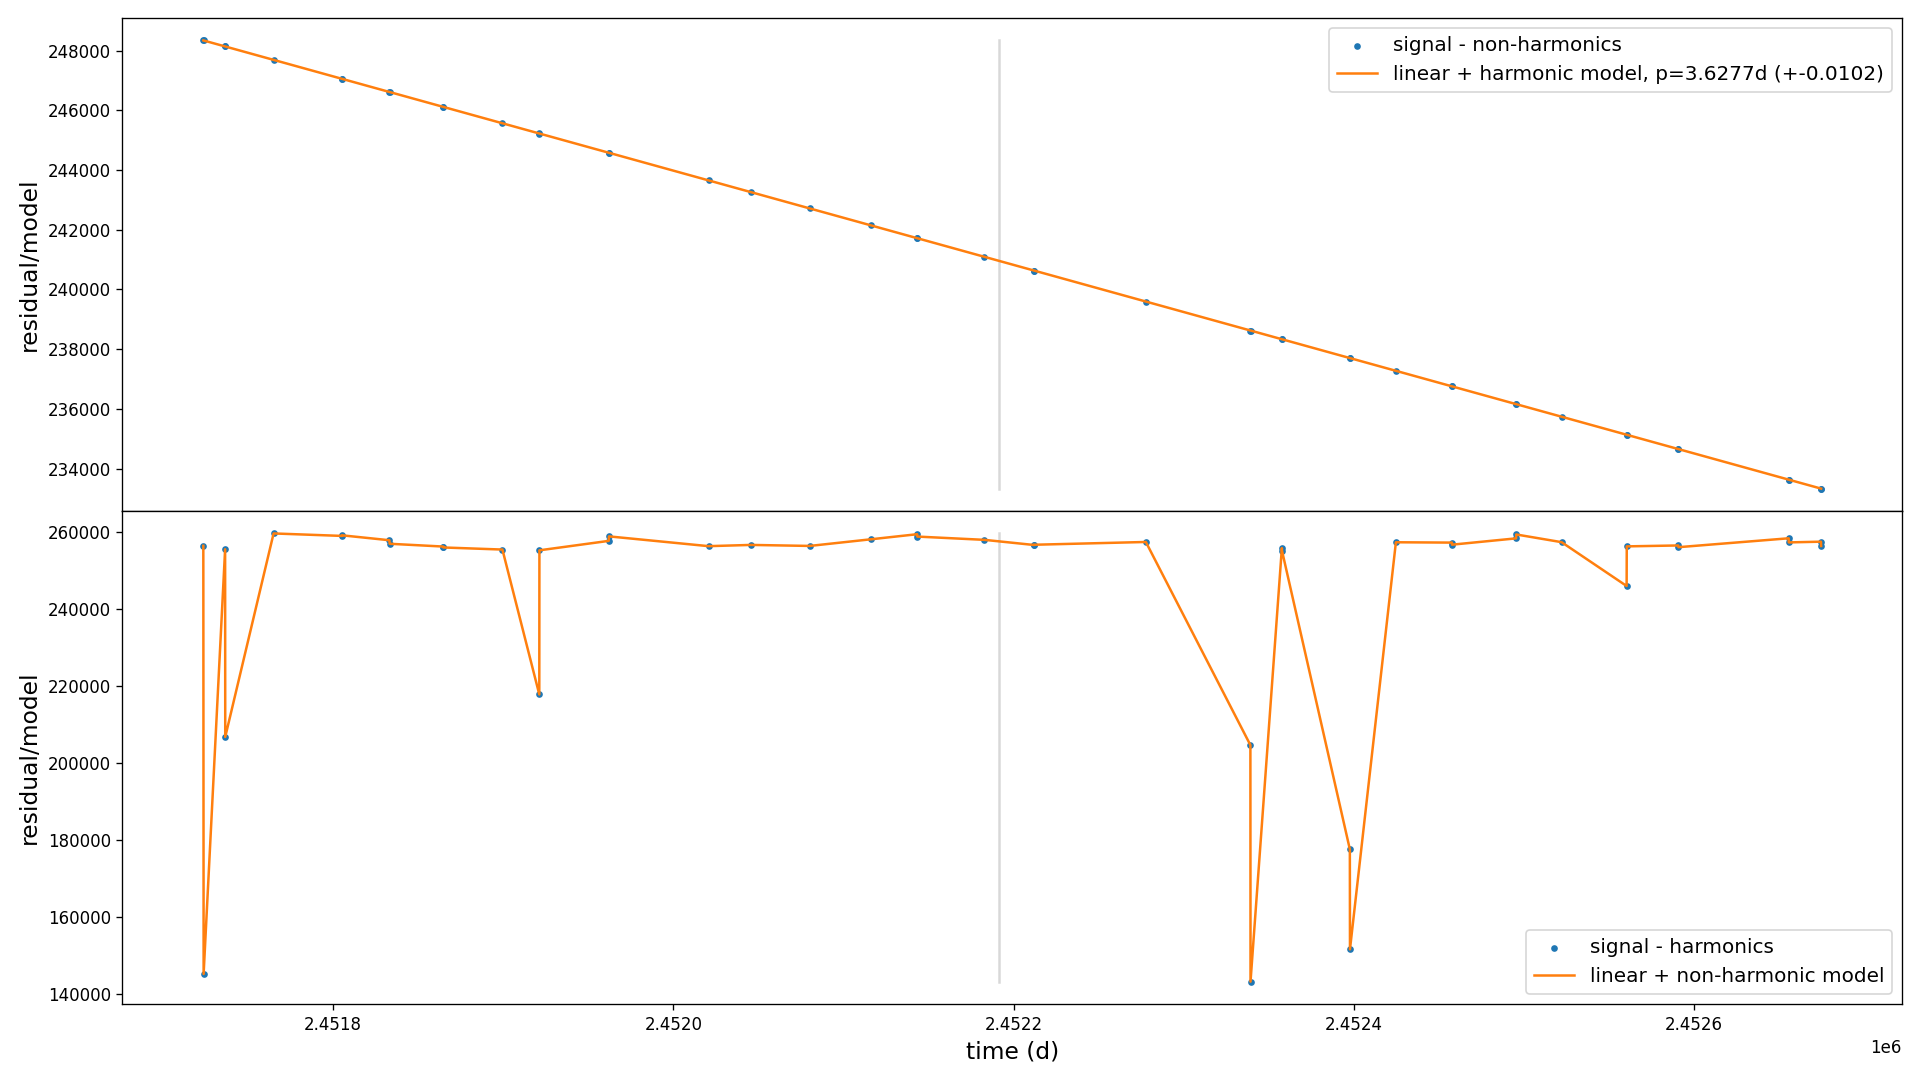 248000
246000
244000
242000
240000
238000
236000
234000
residual/model
signal - non-harmonics
linear + harmonic model, p=3.6277d (+-0.0102)
260000
240000
220000
200000
180000
160000
140000
residual/model
signal - harmonics
linear + non-harmonic model
2.4518 2.4520 2.4522 2.4524 2.4526
1e6
time (d)